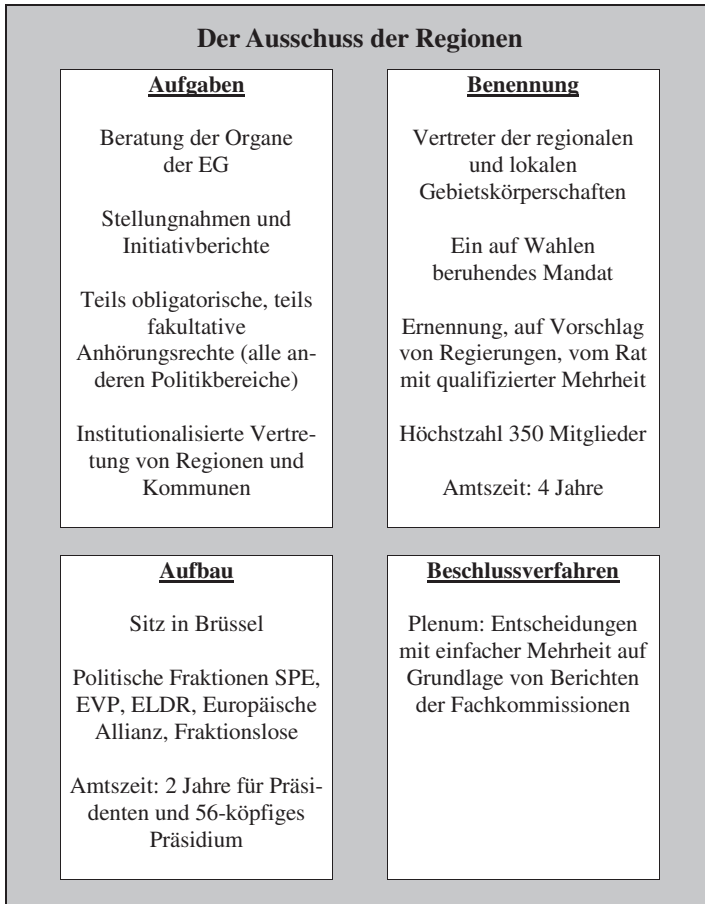 Der Ausschuss der Regionen
Aufgaben
Beratung der Organe
der EG
Stellungnahmen und
Initiativberichte
Teils obligatorische, teils
fakultative
Anhörungsrechte (alle an-
deren Politikbereiche)
Institutionalisierte Vertre-
tung von Regionen und
Kommunen
Benennung
Vertreter der regionalen
und lokalen
Gebietskörperschaften
Ein auf Wahlen
beruhendes Mandat
Ernennung, auf Vorschlag
von Regierungen, vom Rat
mit qualifizierter Mehrheit
Höchstzahl 350 Mitglieder
Amtszeit: 4 Jahre
Aufbau
Sitz in Brüssel
Politische Fraktionen SPE,
EVP, ELDR, Europäische
Allianz, Fraktionslose
Amtszeit: 2 Jahre für Präsi-
denten und 56-köpfiges
Präsidium
Beschlussverfahren
Plenum: Entscheidungen
mit einfacher Mehrheit auf
Grundlage von Berichten
der Fachkommissionen